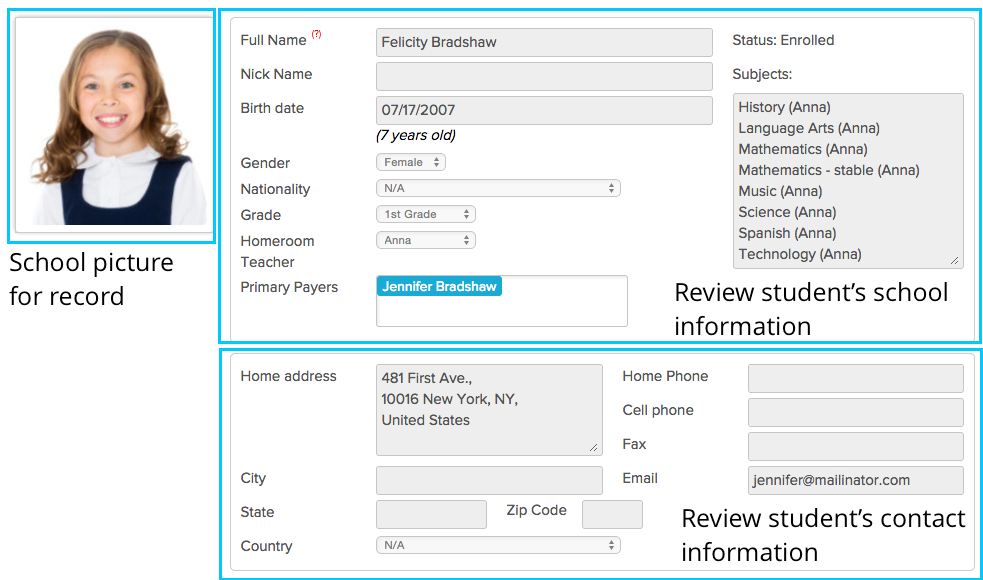 Full Name (?)
Felicity Bradshaw
Status: Enrolled
Nick Name
Subjects:
Birth date
07/17/2007
(7 years old)
History (Anna)
Language Arts (Anna)
Mathematics (Anna)
Mathematics - stable (Anna)
Music (Anna)
Science (Anna)
Spanish (Anna)
Technology (Anna)
Gender
Female
Nationality
N/A
Grade
1st Grade
Homeroom
Teacher
Anna
Primary Payers
Jennifer Bradshaw
School picture
for record
Review student’s school
information
Home address
481 First Ave.,
10016 New York, NY,
United States
Home Phone
Cell phone
Fax
City
Email
jennifer@mailinator.com
State
Zip Code
Country
N/A
Review student’s contact
information